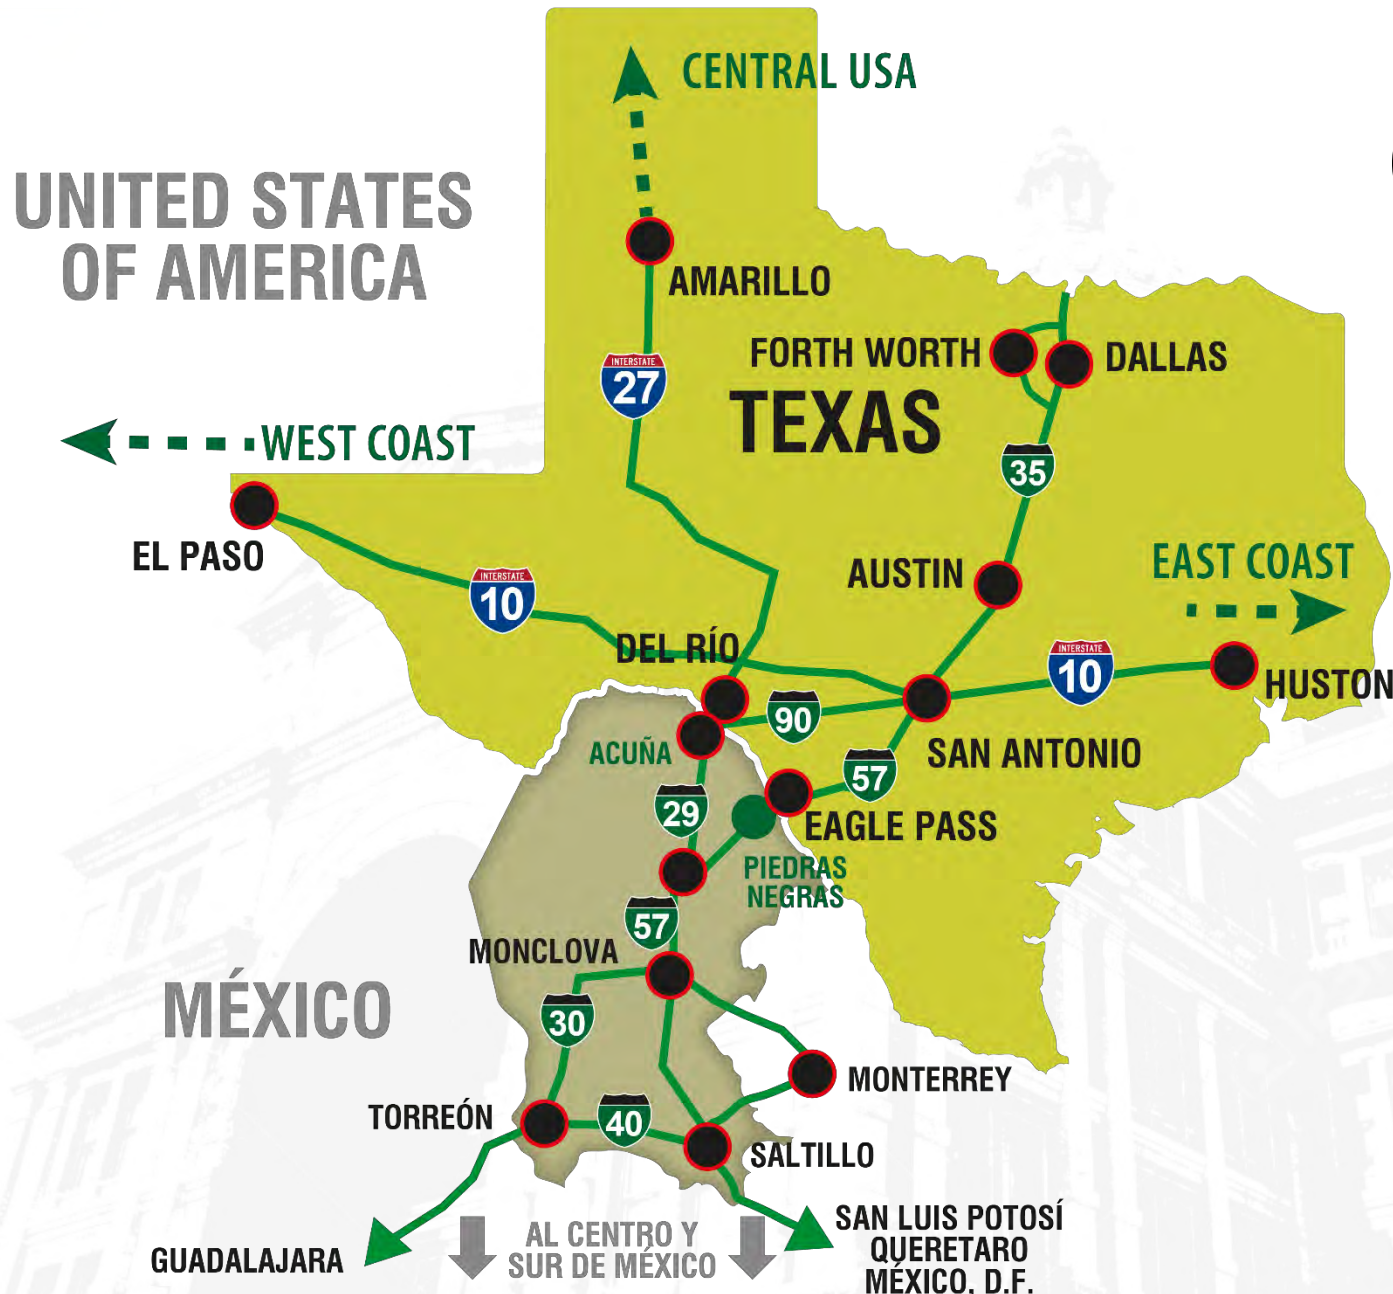 CENTRAL USA
UNITED STATES
OF AMERICA
AMARILLO
FORTH WORTH
DALLAS
INTERSTATE
27
TEXAS
WEST COAST
35
EL PASO
INTERSTATE
10
AUSTIN
EAST COAST
DEL RÍO
INTERSTATE
10
HUSTON
90
SAN ANTONIO
ACUÑA
57
29
EAGLE PASS
PIEDRAS
NEGRAS
57
MONCLOVA
MÉXICO
30
MONTERREY
TORREÓN
40
SALTILLO
GUADALAJARA
AL CENTRO Y
SUR DE MÉXICO
SAN LUIS POTOSÍ
QUERETARO
MÉXICO, D.F.